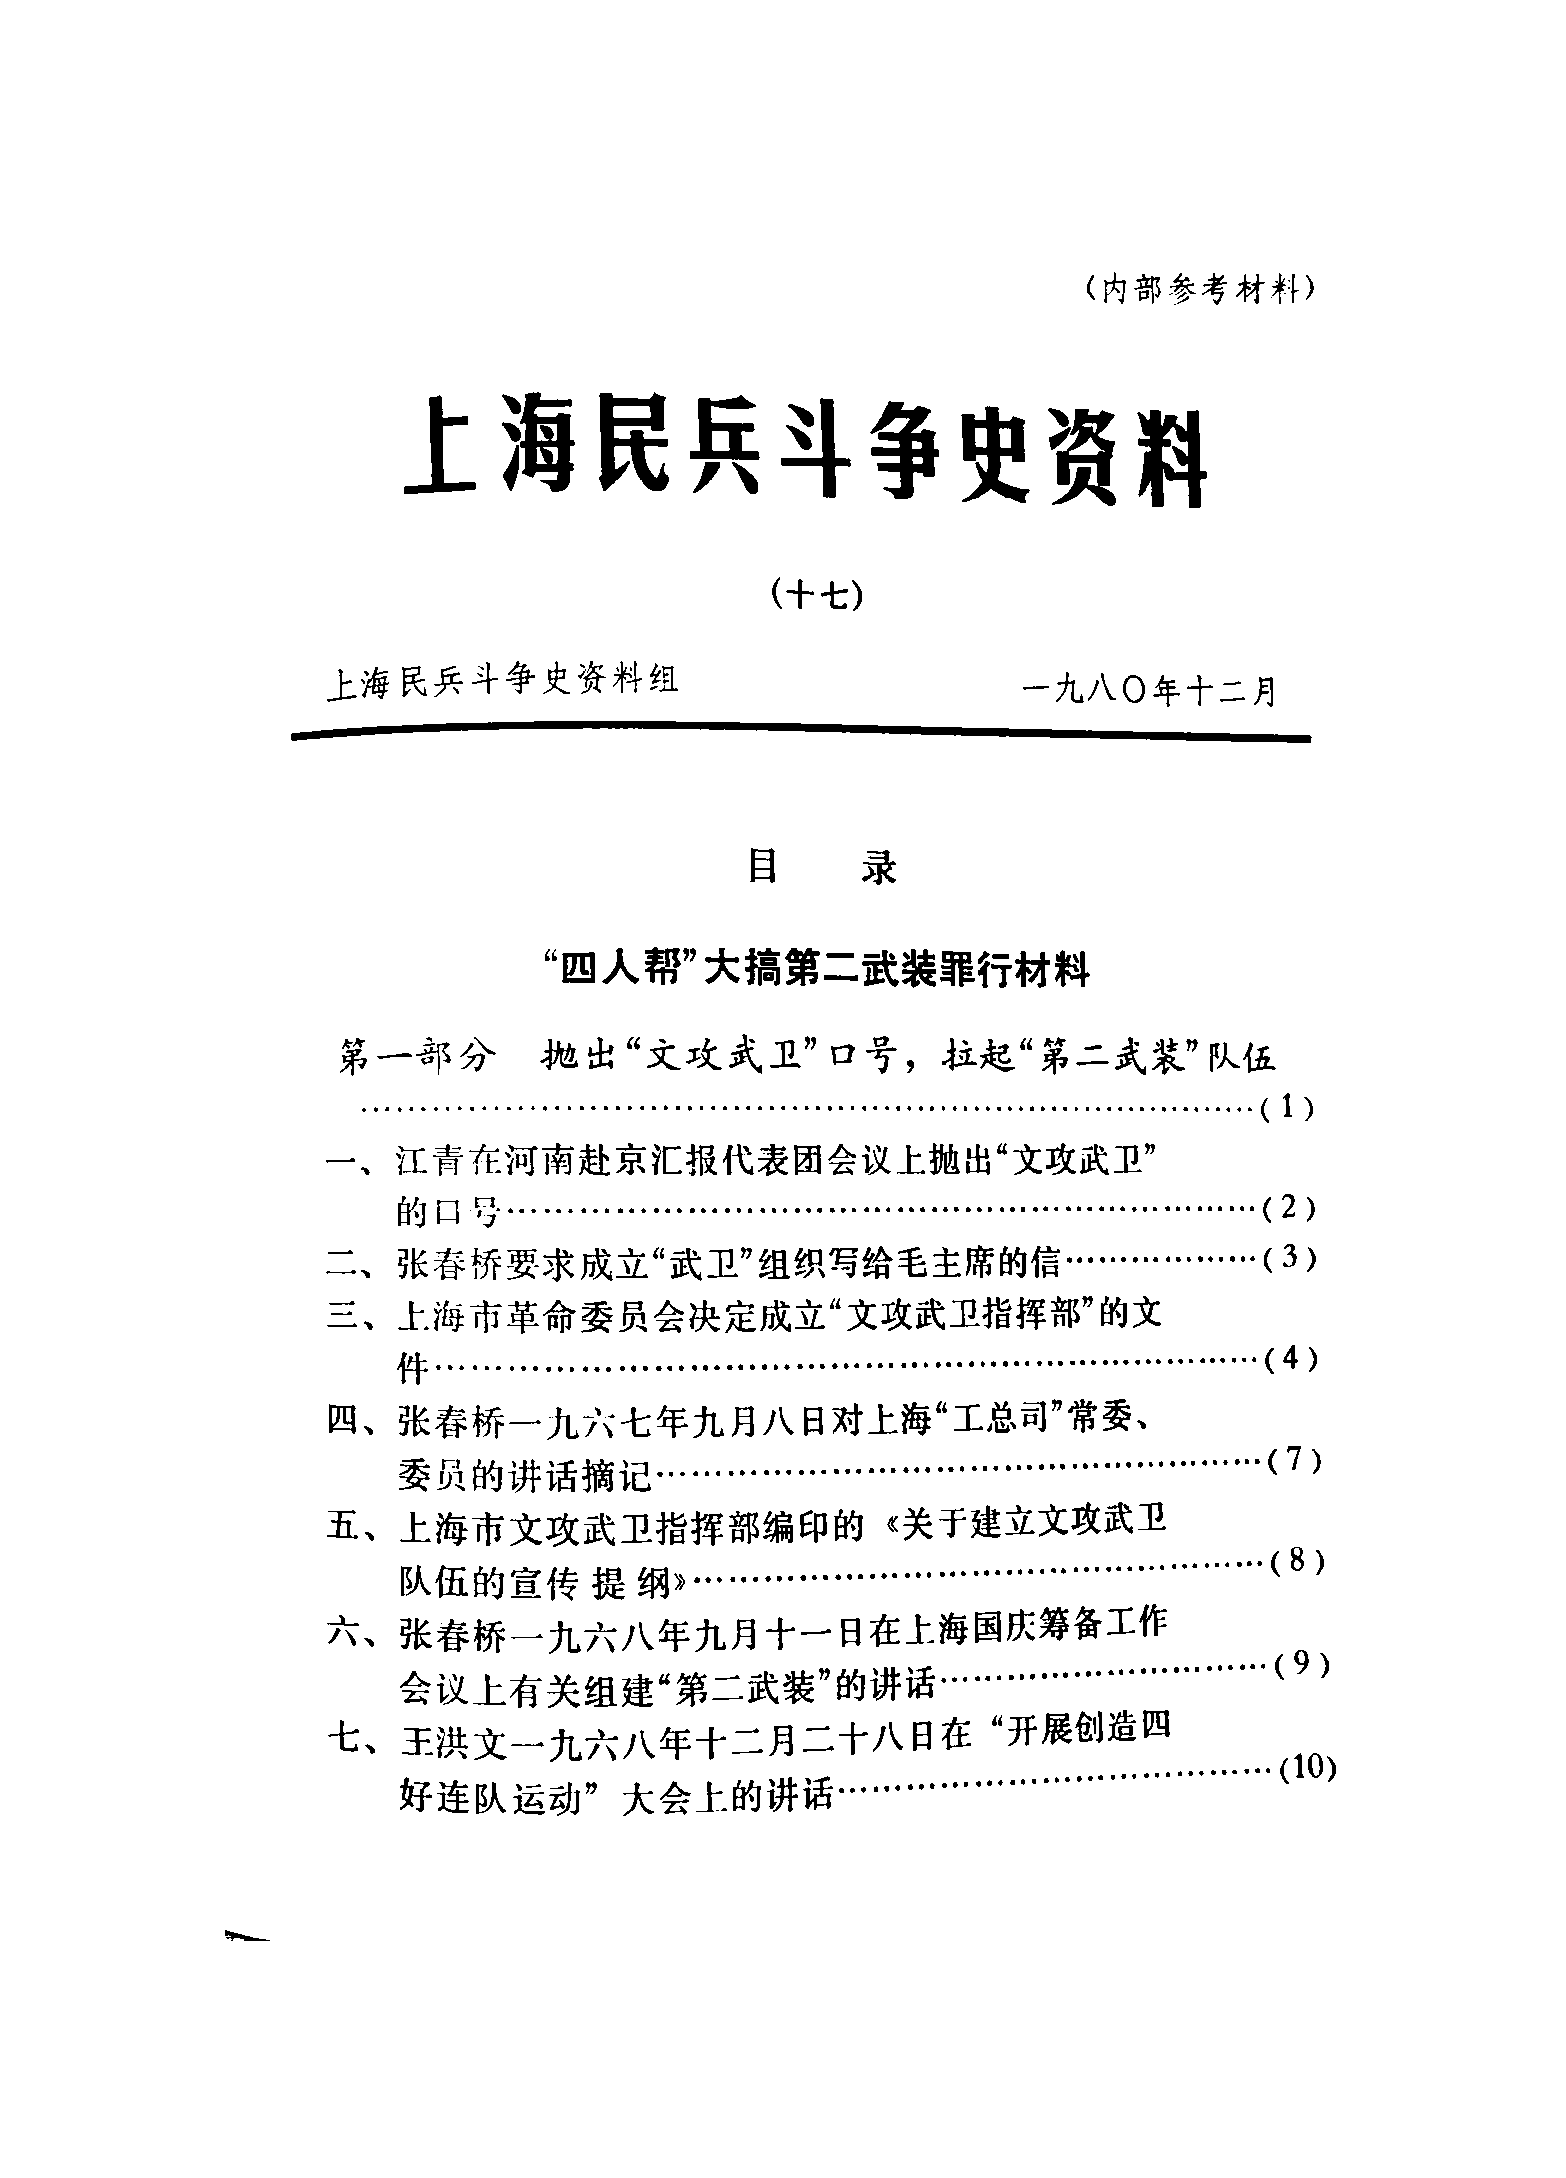 （内部参考材料）
上海民兵斗争史资料
（十七）
上海民兵斗争史资料组 一九八〇年十二月
目 录
“四人帮”大搞第二武装罪行材料
第一部分 抛出“文攻武卫”口号，拉起“第二武装”队伍
……………………………………………………………(1)
一、江青在河南赴京汇报代表团会议上抛出“文攻武卫”
的口号……………………………………………………(2)
二、张春桥要求成立“武卫”组织写给毛主席的信……………(3)
三、上海市革命委员会决定成立“文攻武卫指挥部”的文
件…………………………………………………………(4)
四、张春桥一九六七年九月八日对上海“工总司”常委、
委员的讲话摘记…………………………………………(7)
五、上海市文攻武卫指挥部编印的《关于建立文攻武卫
队伍的宣传提纲》………………………………………(8)
六、张春桥一九六八年九月十一日在上海国庆筹备工作
会议上有关组建“第二武装”的讲话……………………(9)
七、王洪文一九六八年十二月二十八日在“开展创造四
好连队运动”大会上的讲话……………………………(10)